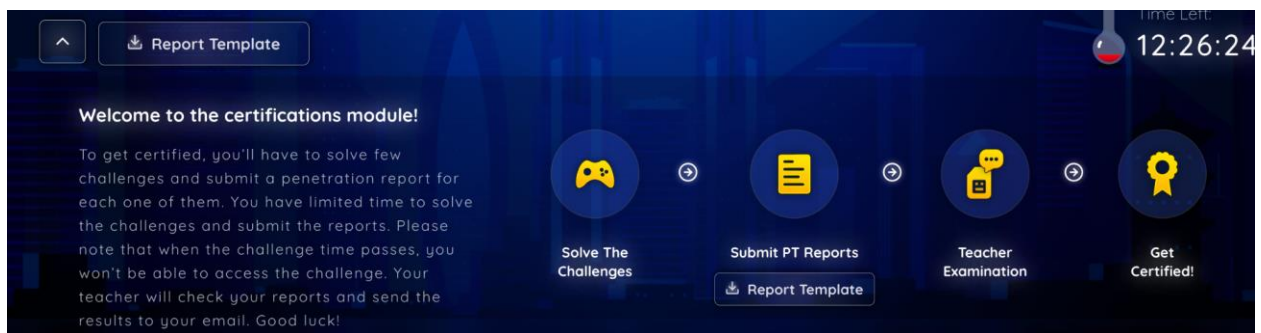 Report Template
Time Left:
12:26:24
Welcome to the certifications module!
To get certified, you'll have to solve few
challenges and submit a penetration report for
each one of them. You have limited time to solve
the challenges and submit the reports. Please
note that when the challenge time passes, you
won't be able to access the challenge. Your
teacher will check your reports and send the
results to your email. Good luck!
Solve The
Challenges
Submit PT Reports
Report Template
Teacher
Examination
Get
Certified!